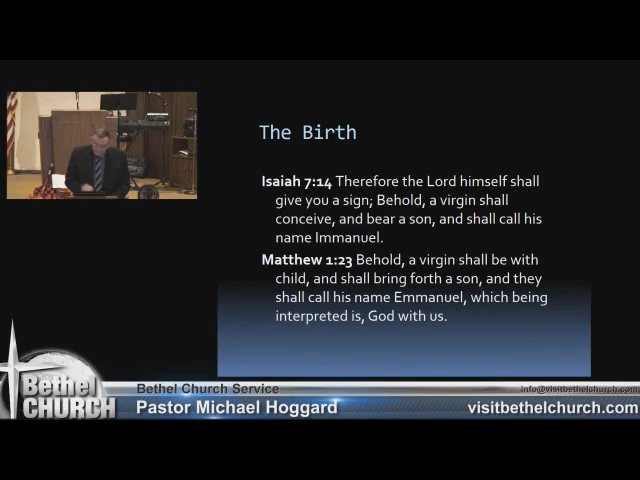 The Birth
Isaiah 7:14 Therefore the Lord himself shall
give you a sign; Behold, a virgin shall
conceive, and bear a son, and shall call his
name Immanuel.
Matthew 1:23 Behold, a virgin shall be with
child, and shall bring forth a son, and they
shall call his name Emmanuel, which being
interpreted is, God with us.
Bethel
CHURCH
Bethel Church Service
info@visitbethelchurch.com
Pastor Michael Hoggard
visitbethelchurch.com